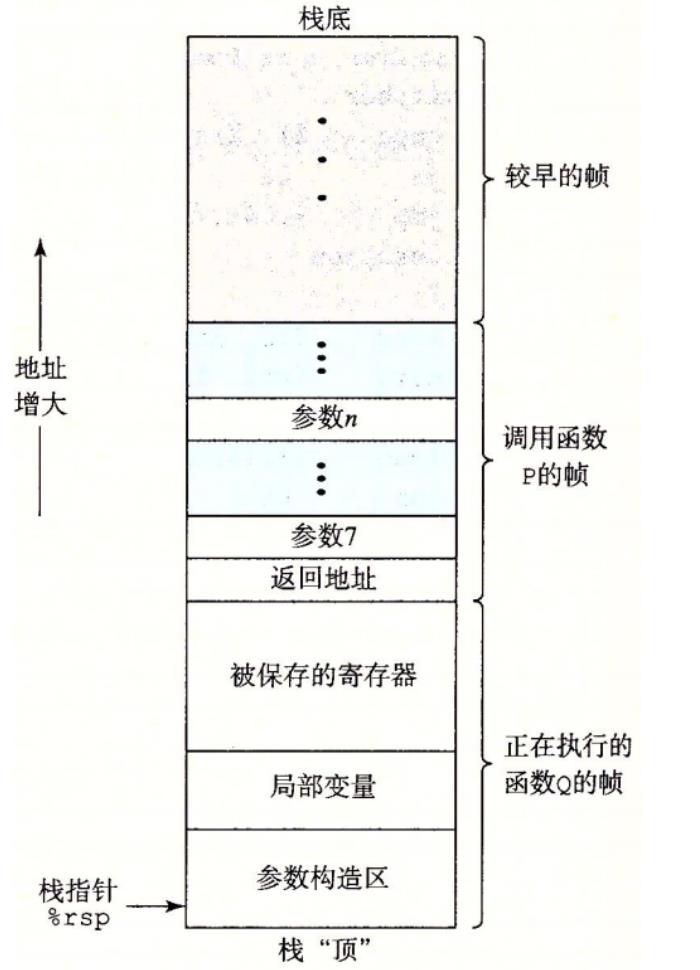 栈底
较早的帧
地址
增大
参数n
调用函数
P的帧
参数7
返回地址
被保存的寄存器
正在执行的
函数Q的帧
局部变量
参数构造区
栈指针
%rsp
栈“顶”